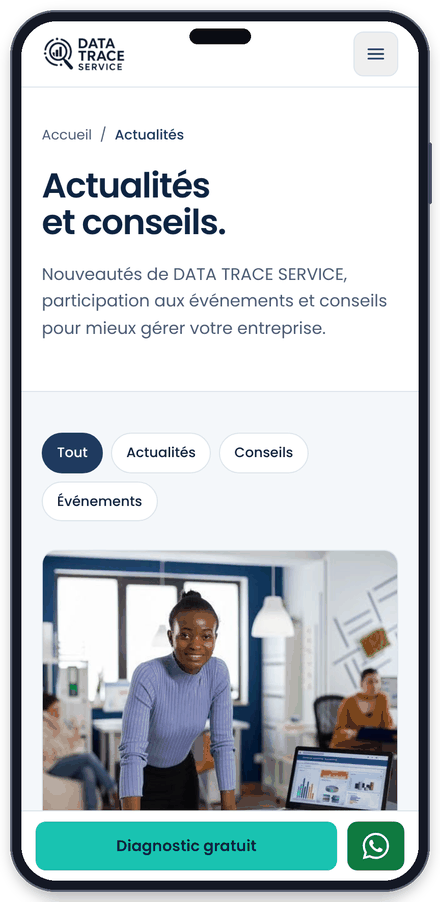 DATA
TRACE
SERVICE
Accueil / Actualités
Actualités
et conseils.
Nouveautés de DATA TRACE SERVICE,
participation aux événements et conseils
pour mieux gérer votre entreprise.
Tout
Actualités
Conseils
Événements
Diagnostic gratuit